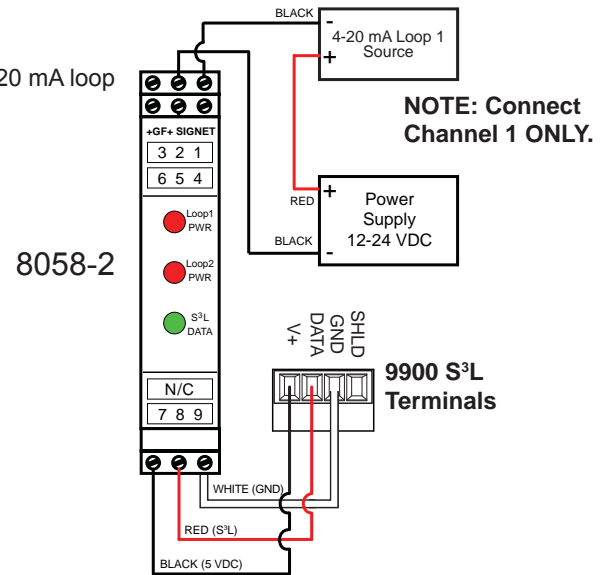 BLACK
-
4-20 mA Loop 1
Source
+
20 mA loop
NOTE: Connect
Channel 1 ONLY.
+GF+ SIGNET
3 2 1
6 5 4
RED
+
Power
Supply
12-24 VDC
BLACK
-
Loop1
PWR
8058-2
Loop2
PWR
S³L
DATA
V+
DATA
GND
SHLD
9900 S³L
Terminals
N/C
7 8 9
WHITE (GND)
RED (S³L)
BLACK (5 VDC)